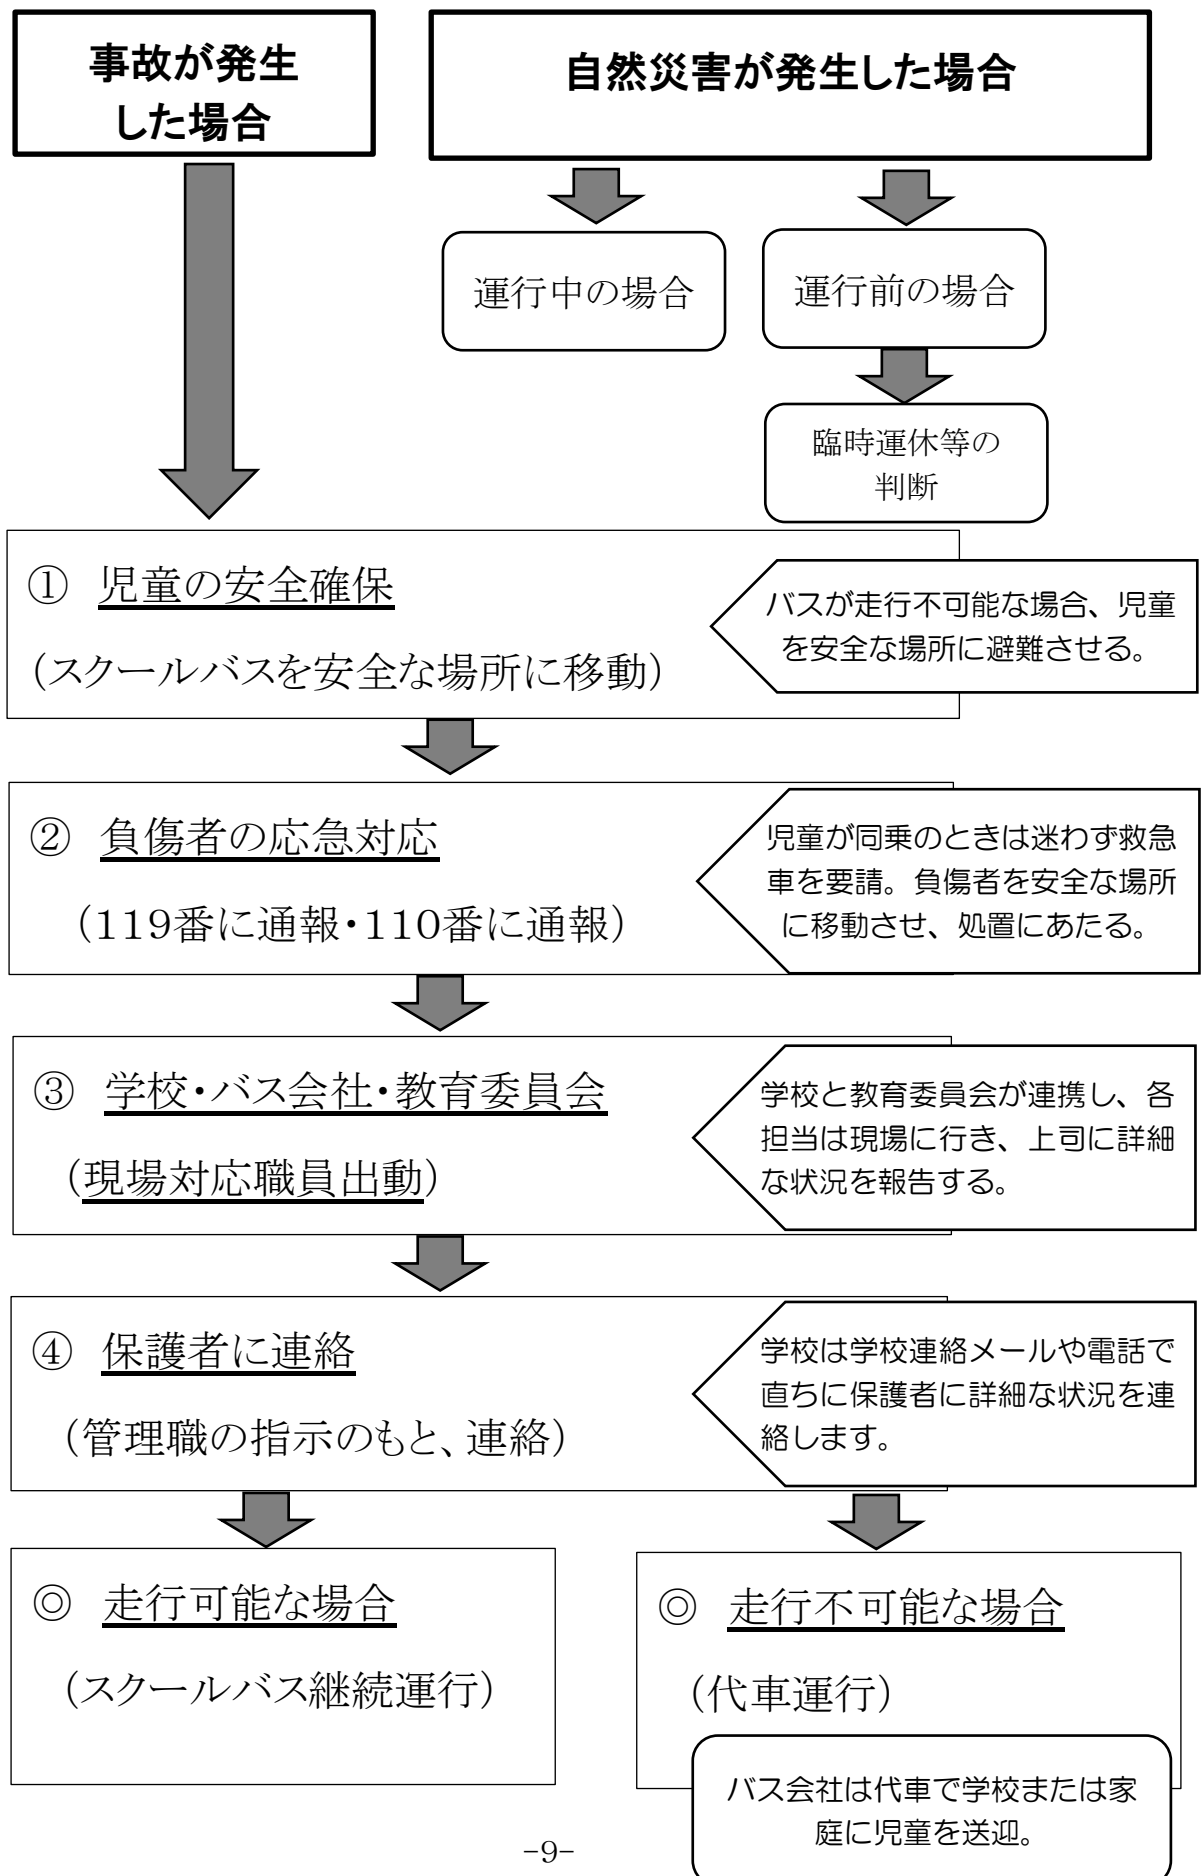 事故が発生
した場合
自然災害が発生した場合
運行中の場合
運行前の場合
臨時運休等の
判断
① 児童の安全確保
（スクールバスを安全な場所に移動）
バスが走行不可能な場合、児童
を安全な場所に避難させる。
② 負傷者の応急対応
（119番に通報・110番に通報）
児童が同乗のときは迷わず救急
車を要請。負傷者を安全な場所
に移動させ、処置にあたる。
③ 学校・バス会社・教育委員会
（現場対応職員出動）
学校と教育委員会が連携し、各
担当は現場に行き、上司に詳細
な状況を報告する。
④ 保護者に連絡
（管理職の指示のもと、連絡）
学校は学校連絡メールや電話で
直ちに保護者に詳細な状況を連
絡します。
◎ 走行可能な場合
（スクールバス継続運行）
◎ 走行不可能な場合
（代車運行）
バス会社は代車で学校または家
庭に児童を送迎。
-9-